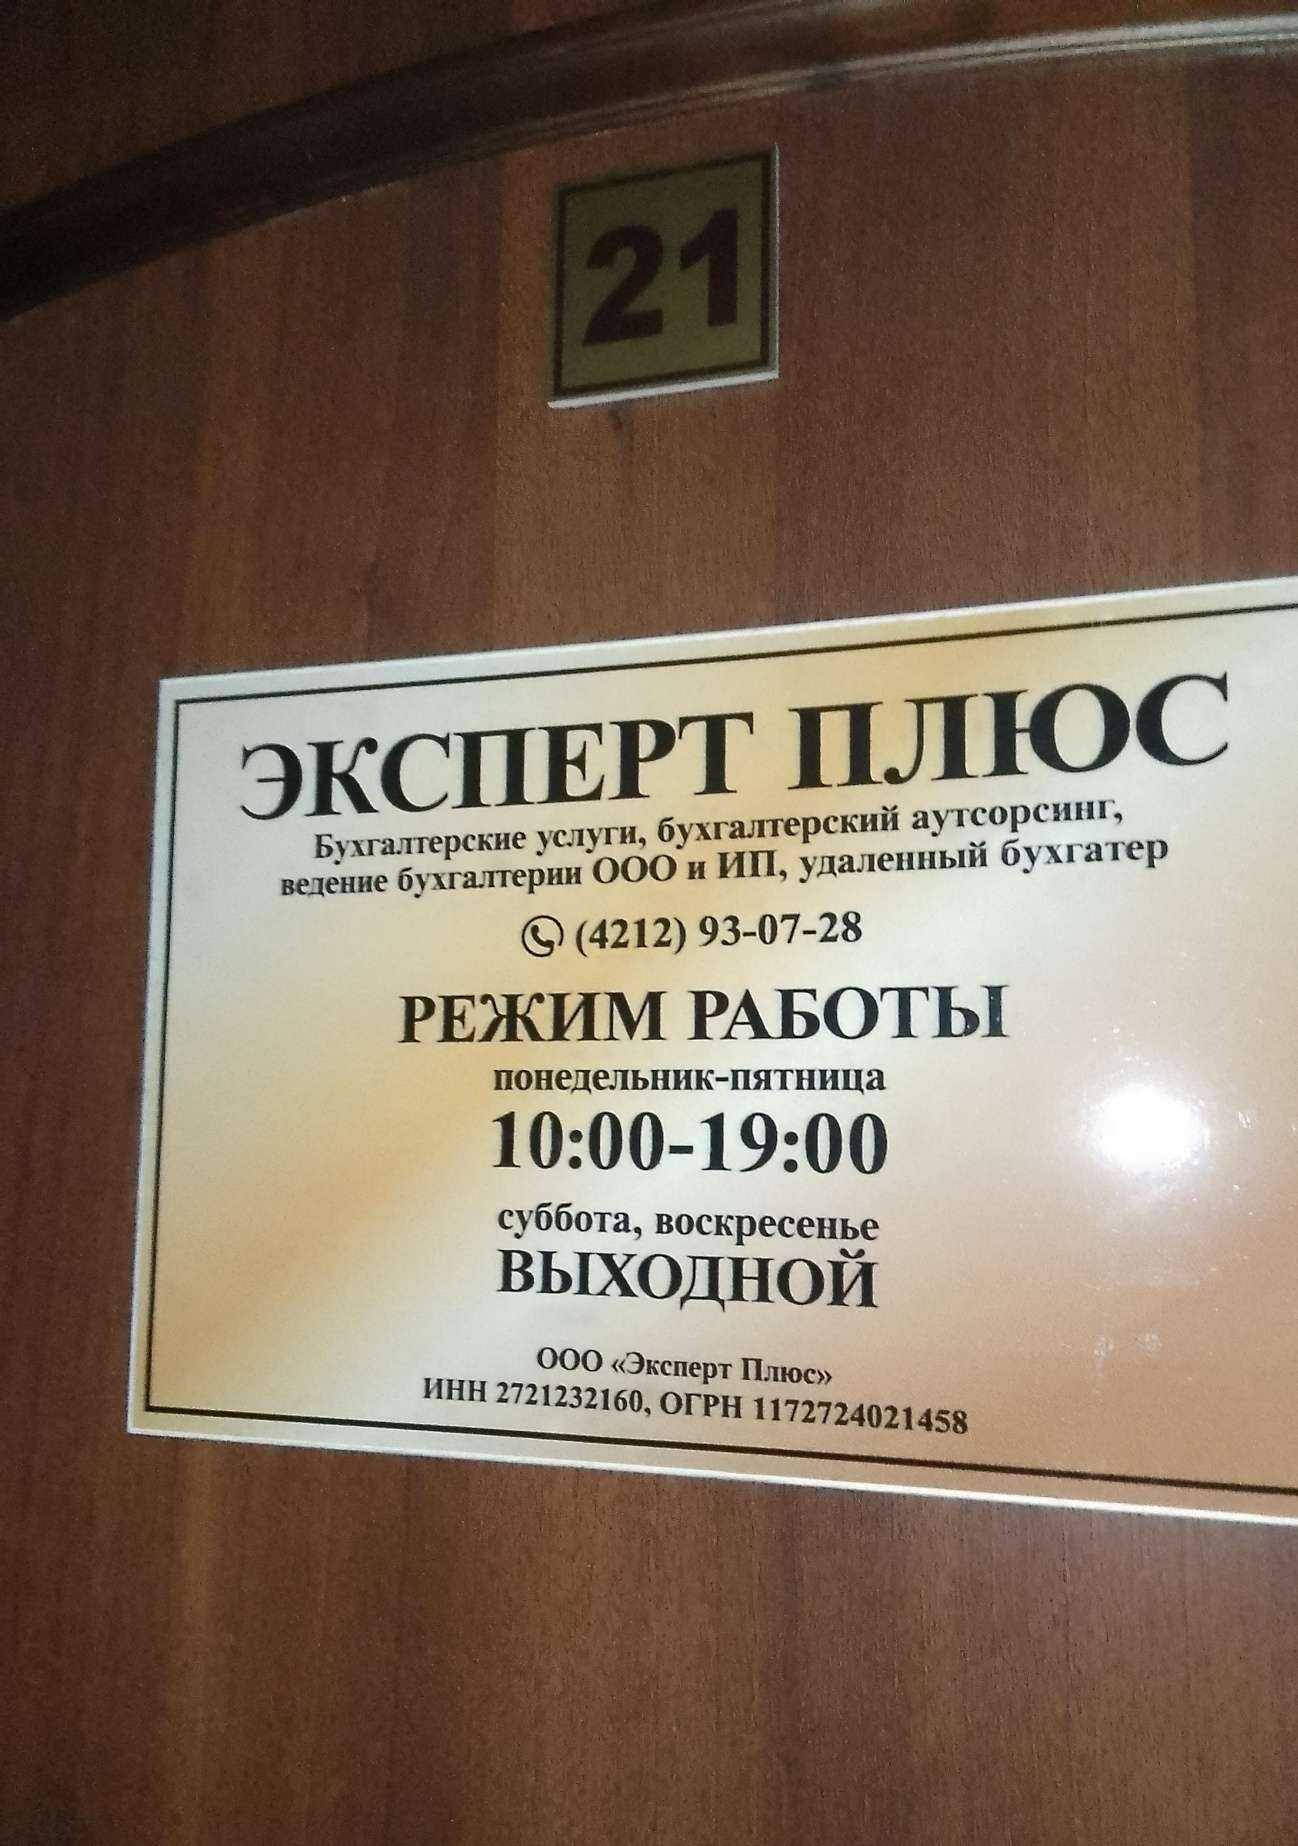 21
ЭКСПЕРТ ПЛЮС
Бухгалтерские услуги, бухгалтерский аутсорсинг,
ведение бухгалтерии ООО и ИП, удаленный бухгатер
(4212) 93-07-28
РЕЖИМ РАБОТЫ
понедельник-пятница
10:00-19:00
суббота, воскресенье
ВЫХОДНОЙ
ООО «Эксперт Плюс»
ИНН 2721232160, ОГРН 1172724021458